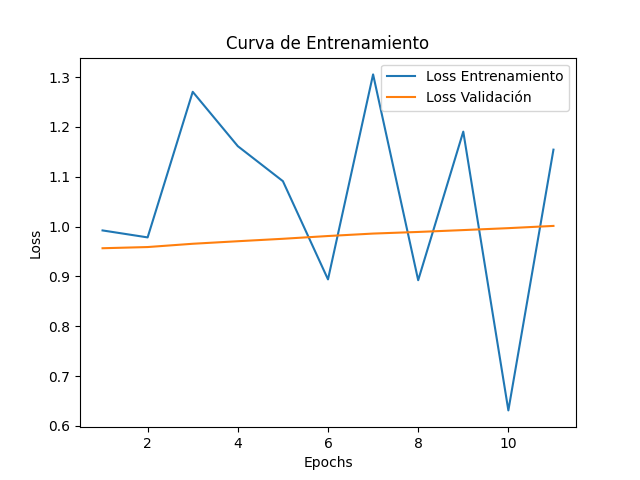 Curva de Entrenamiento
Loss Entrenamiento
Loss Validación
1.3
1.2
1.1
1.0
0.9
0.8
0.7
0.6
Loss
2
4
6
8
10
Epochs